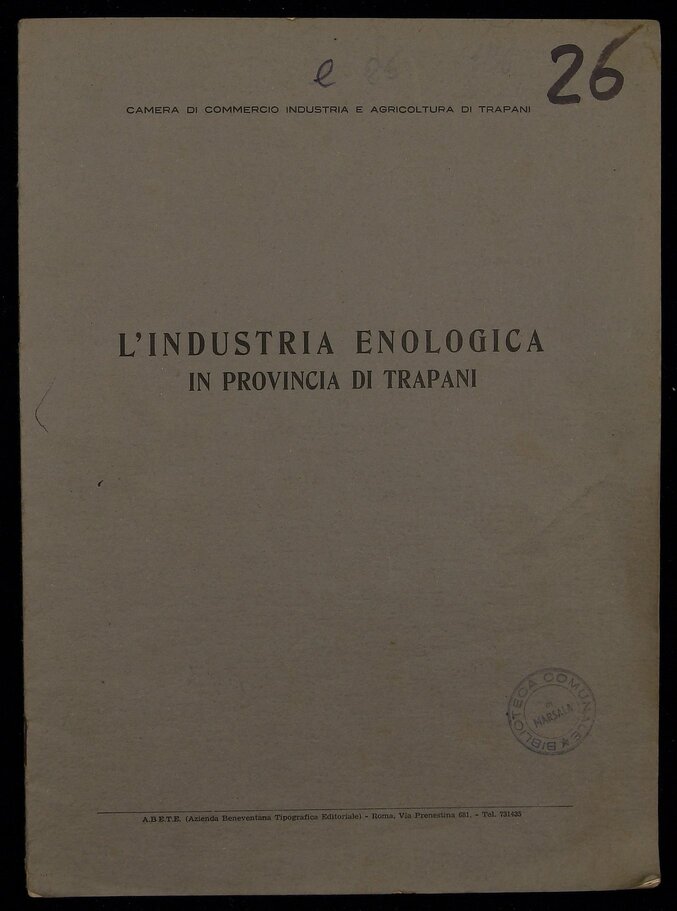 e
26
CAMERA DI COMMERCIO INDUSTRIA E AGRICOLTURA DI TRAPANI
L'INDUSTRIA ENOLOGICA
IN PROVINCIA DI TRAPANI
BIBLIOTECA COMUNALE
DI
MARSALA
A.B.E.T.E. (Azienda Beneventana Tipografica Editoriale) - Roma, Via Prenestina 681, - Tel. 731435